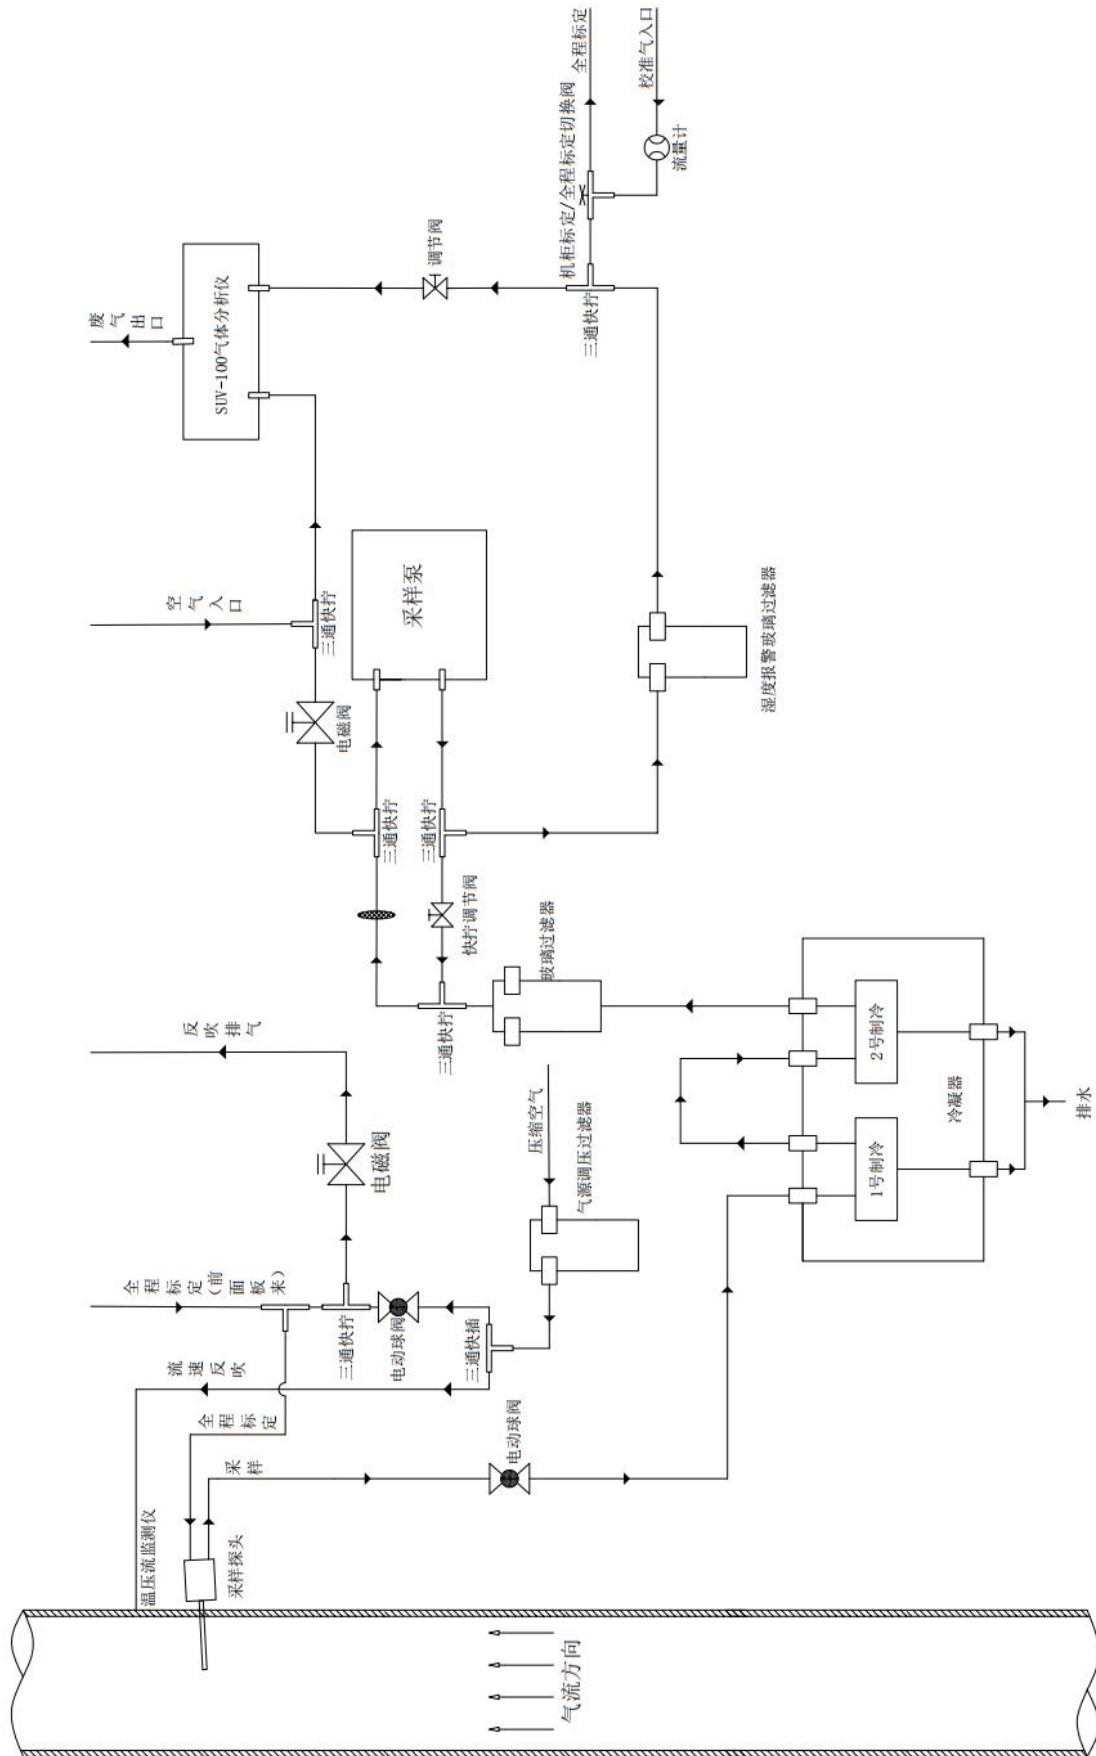 废气出口
SUV-100气体分析仪
调节阀
机柜标定/全程标定切换阀
全程标定
校准气入口
流量计
三通快拧
空气入口
三通快拧
采样泵
电磁阀
三通快拧
三通快拧
快拧调节阀
湿度报警玻璃过滤器
反吹排气
三通快拧
玻璃过滤器
电磁阀
压缩空气
气源调压过滤器
2号制冷
冷凝器
1号制冷
排水
全程标定(前面板来)
三通快拧
电动球阀
三通快插
流速反吹
全程标定
采样
电动球阀
温压流监测仪
采样探头
气流方向